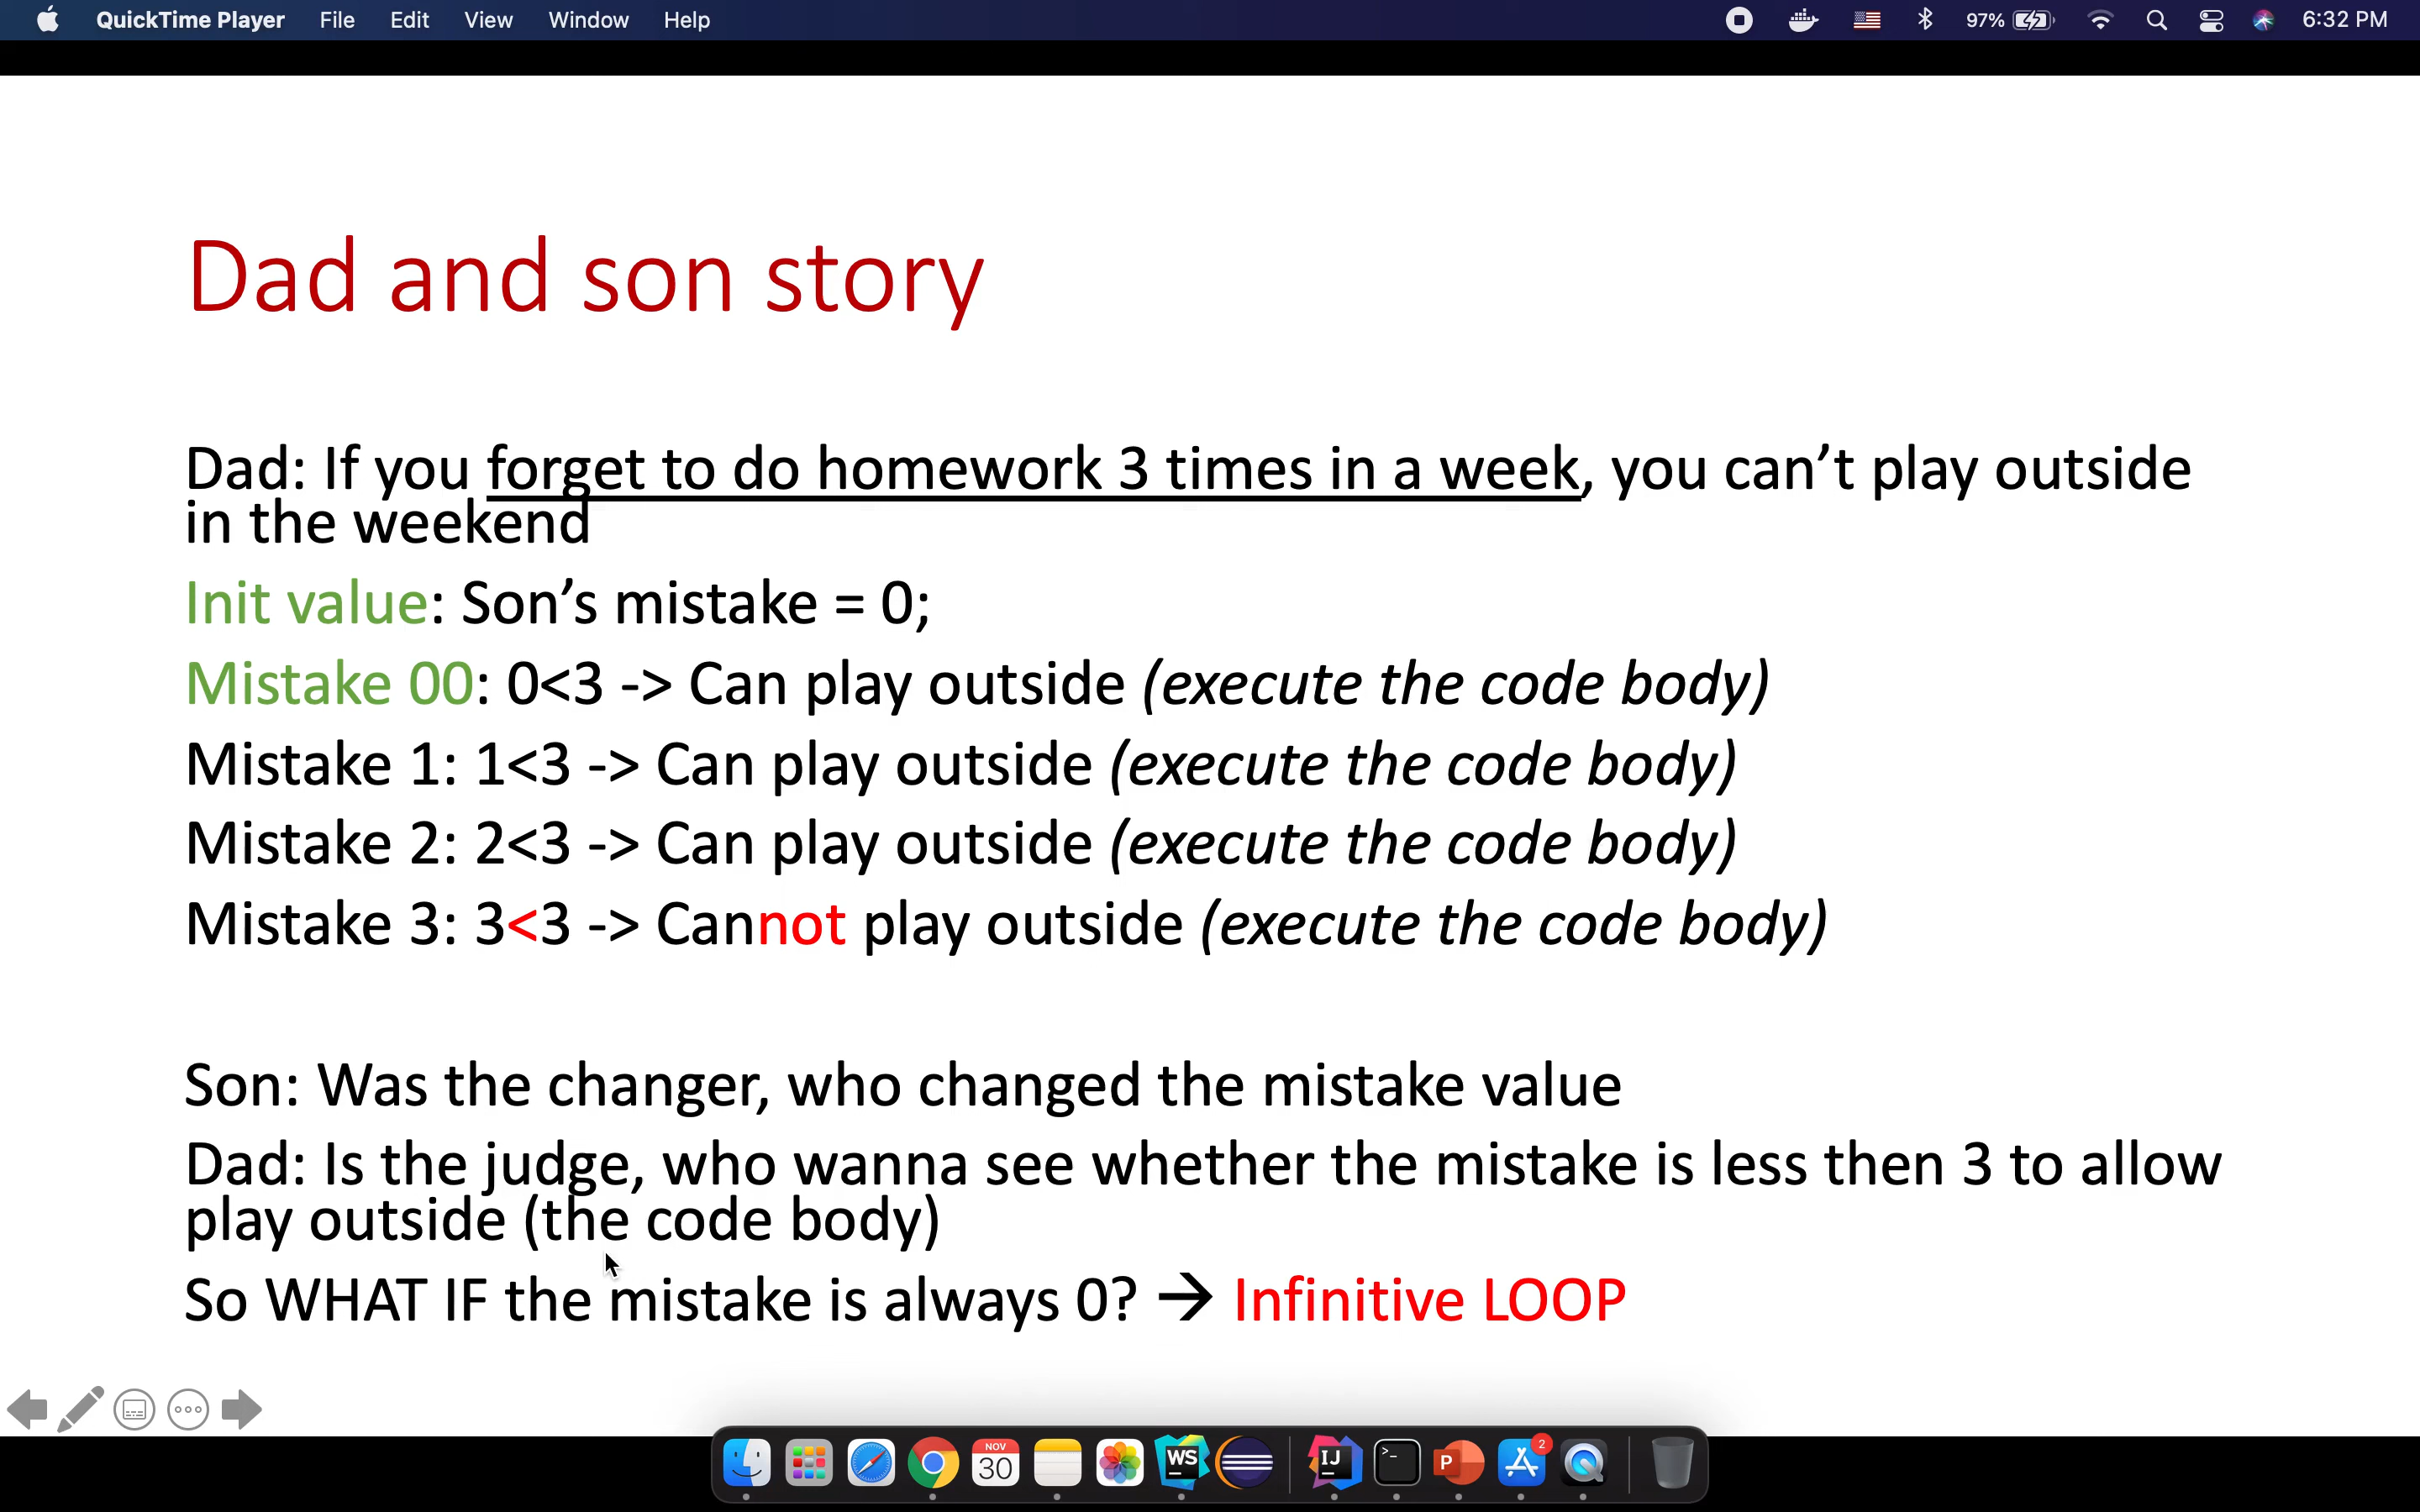 QuickTime Player File Edit View Window Help 97% 6:32 PM
Dad and son story
Dad: If you forget to do homework 3 times in a week, you can’t play outside
in the weekend
Init value: Son’s mistake = 0;
Mistake 00: 0<3 -> Can play outside (execute the code body)
Mistake 1: 1<3 -> Can play outside (execute the code body)
Mistake 2: 2<3 -> Can play outside (execute the code body)
Mistake 3: 3<3 -> Cannot play outside (execute the code body)
Son: Was the changer, who changed the mistake value
Dad: Is the judge, who wanna see whether the mistake is less then 3 to allow
play outside (the code body)
So WHAT IF the mistake is always 0? → Infinitive LOOP
NOV
30
WS
IJ
>_
P
2